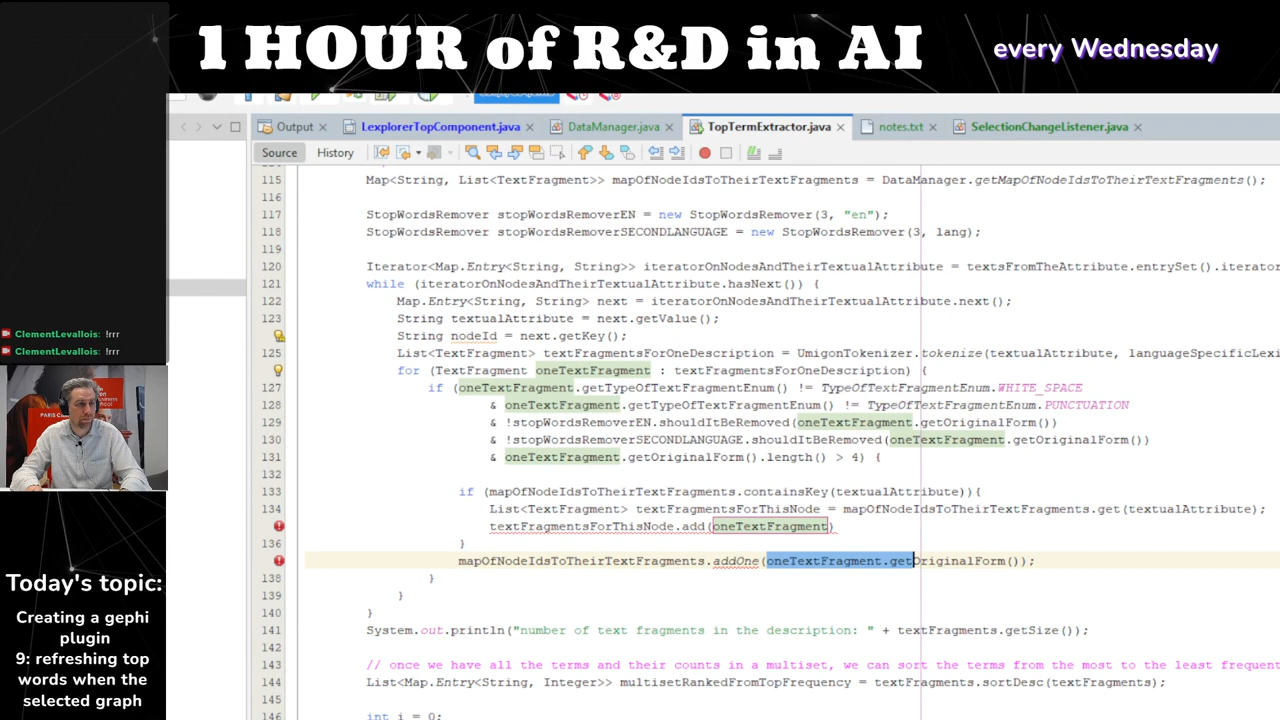 1 HOUR of R&D in AI
every Wednesday
Output
LexplorerTopComponent.java
DataManager.java
TopTermExtractor.java
notes.txt
SelectionChangeListener.java
Source
History
115 Map<String, List<TextFragment>> mapOfNodeIdsToTheirTextFragments = DataManager.getMapOfNodeIdsToTheirTextFragments();
116
117 StopWordsRemover stopWordsRemoverEN = new StopWordsRemover(3, "en");
118 StopWordsRemover stopWordsRemoverSECONDLANGUAGE = new StopWordsRemover(3, lang);
119
120 Iterator<Map.Entry<String, String>> iteratorOnNodesAndTheirTextualAttribute = textsFromTheAttribute.entrySet().iterator
121 while (iteratorOnNodesAndTheirTextualAttribute.hasNext()) {
122 Map.Entry<String, String> next = iteratorOnNodesAndTheirTextualAttribute.next();
123 String textualAttribute = next.getValue();
String nodeId = next.getKey();
125 List<TextFragment> textFragmentsForOneDescription = UmigonTokenizer.tokenize(textualAttribute, languageSpecificLexi
for (TextFragment oneTextFragment : textFragmentsForOneDescription) {
127 if (oneTextFragment.getTypeOfTextFragmentEnum() != TypeOfTextFragmentEnum.WHITE_SPACE
128 & oneTextFragment.getTypeOfTextFragmentEnum() != TypeOfTextFragmentEnum.PUNCTUATION
129 & !stopWordsRemoverEN.shouldItBeRemoved(oneTextFragment.getOriginalForm())
130 & !stopWordsRemoverSECONDLANGUAGE.shouldItBeRemoved(oneTextFragment.getOriginalForm())
131 & oneTextFragment.getOriginalForm().length() > 4) {
132
133 if (mapOfNodeIdsToTheirTextFragments.containsKey(textualAttribute)){
134 List<TextFragment> textFragmentsForThisNode = mapOfNodeIdsToTheirTextFragments.get(textualAttribute);
textFragmentsForThisNode.add(oneTextFragment)
136 }
mapOfNodeIdsToTheirTextFragments.addOne(oneTextFragment.getOriginalForm());
138 }
139 }
140 }
141 System.out.println("number of text fragments in the description: " + textFragments.getSize());
142
143 // once we have all the terms and their counts in a multiset, we can sort the terms from the most to the least frequent
144 List<Map.Entry<String, Integer>> multisetRankedFromTopFrequency = textFragments.sortDesc(textFragments);
145
146 int i = 0;
ClementLevallois: !rrr
ClementLevallois: !rrr
Today's topic:
Creating a gephi
plugin
9: refreshing top
words when the
selected graph